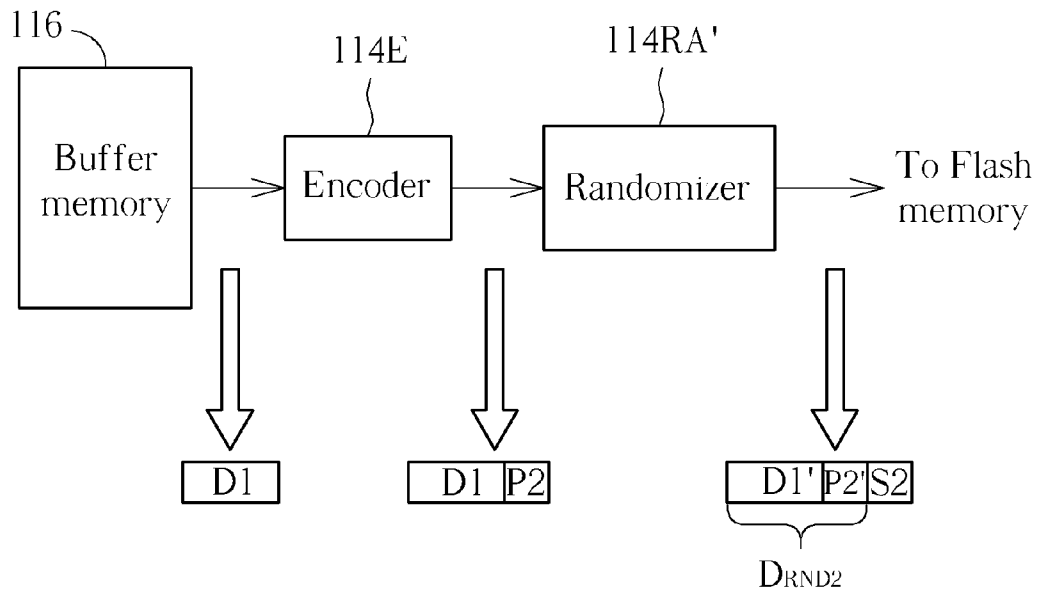 116
114E
114RA'
Buffer
memory
Encoder
Randomizer
To Flash
memory
D1
D1 P2
D1' P2' S2
DRND2